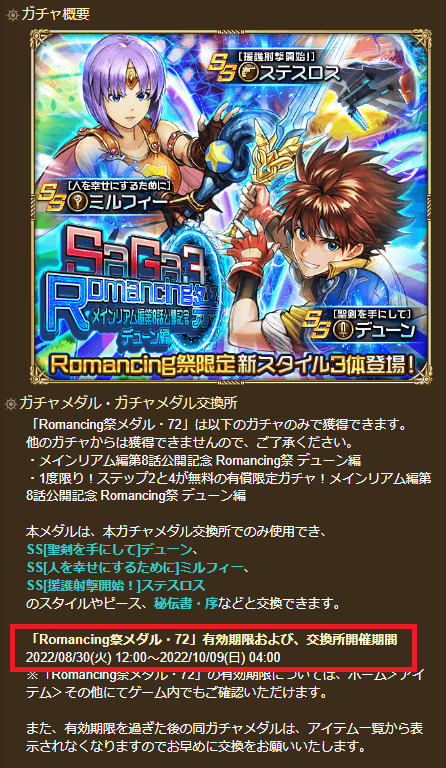 ガチャ概要
[援護射撃開始!]
SSステスロス
[人を幸せにするために]
SSミルフィー
SaGa3
Romancing祭
メインリアム編第8話公開記念
デューン編
[聖剣を手にして]
SSデューン
Romancing祭限定新スタイル3体登場!
ガチャメダル・ガチャメダル交換所
「Romancing祭メダル・72」は以下のガチャのみで獲得できます。
他のガチャからは獲得できませんので、ご了承ください。
・メインリアム編第8話公開記念 Romancing祭 デューン編
・1度限り!ステップ2と4が無料の有償限定ガチャ!メインリアム編第
8話公開記念 Romancing祭 デューン編
本メダルは、本ガチャメダル交換所でのみ使用でき、
SS[聖剣を手にして]デューン、
SS[人を幸せにするために]ミルフィー、
SS[援護射撃開始!]ステスロス
のスタイルやピース、秘伝書・序などと交換できます。
「Romancing祭メダル・72」有効期限および、交換所開催期間
2022/08/30(火) 12:00～2022/10/09(日) 04:00
※「Romancing祭メダル・72」の有効期限については、ホーム>アイ
テム>その他にてゲーム内でもご確認いただけます。
また、有効期限を過ぎた後の同ガチャメダルは、アイテム一覧から表
示されなくなりますのでお早めに交換をお願いいたします。